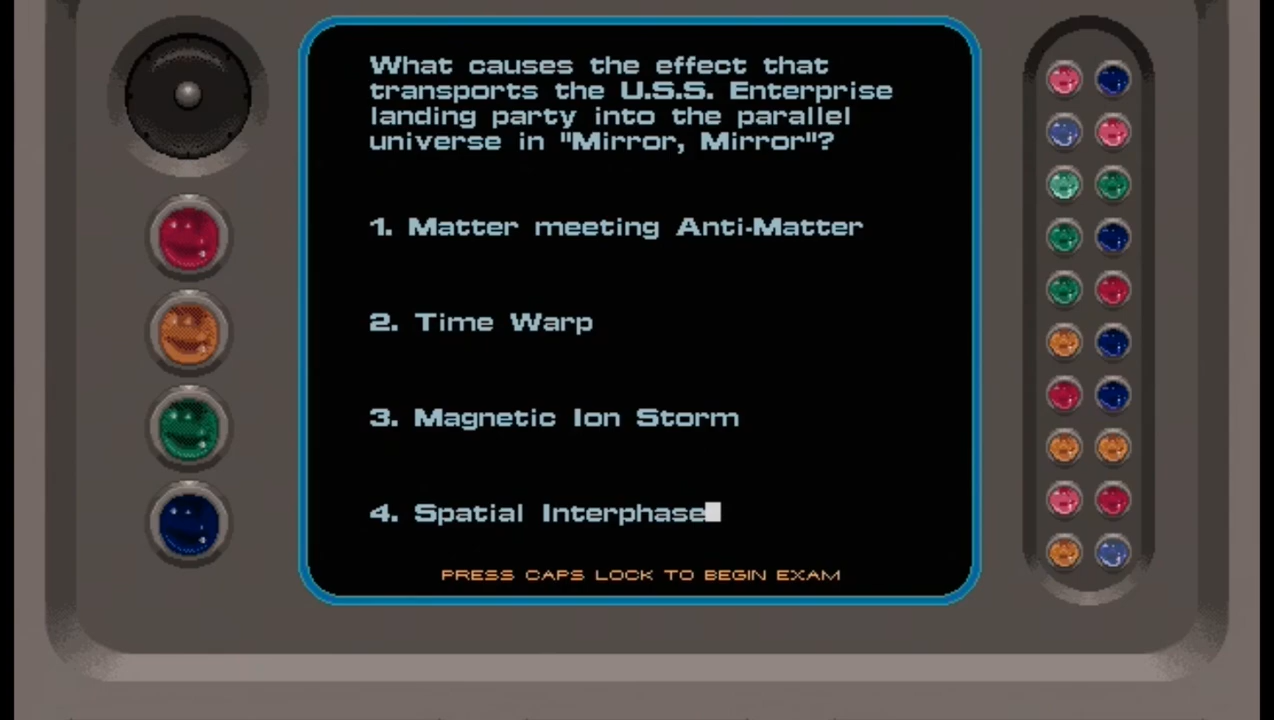 What causes the effect that
transports the U.S.S. Enterprise
landing party into the parallel
universe in "Mirror, Mirror"?
1. Matter meeting Anti-Matter
2. Time Warp
3. Magnetic Ion Storm
4. Spatial Interphase
PRESS CAPS LOCK TO BEGIN EXAM